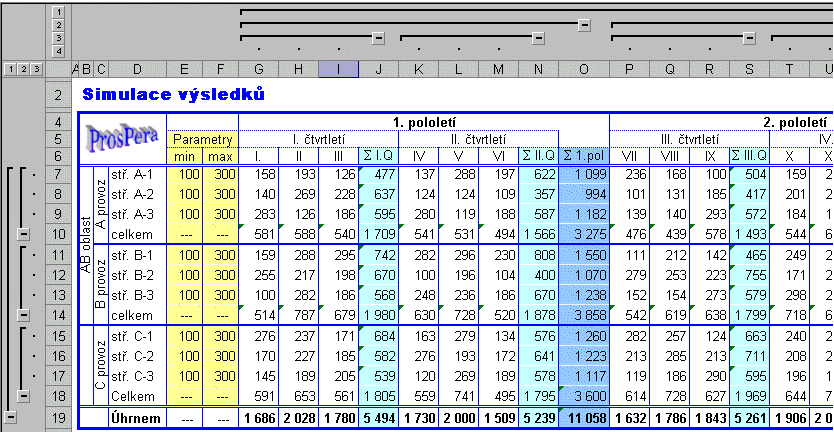 1
2
3
4
1 2 3
A B C D E F G H I J K L M N O P Q R S T U
2 Simulace výsledků
4 ProsPera 1. pololetí 2. pololetí
5 Parametry I. čtvrtletí II. čtvrtletí III. čtvrtletí IV.
6 min max I. II III Σ I.Q IV V VI Σ II.Q Σ 1.pol VII VIII IX Σ III.Q X X
AB oblast
A provoz
7 stř. A-1 100 300 158 193 126 477 137 288 197 622 1 099 236 168 100 504 159 2
8 stř. A-2 100 300 140 269 228 637 124 124 109 357 994 101 131 185 417 201 2
9 stř. A-3 100 300 283 126 186 595 280 119 188 587 1 182 139 140 293 572 184 1
10 celkem --- --- 581 588 540 1 709 541 531 494 1 566 3 275 476 439 578 1 493 544 6
B provoz
11 stř. B-1 100 300 159 288 295 742 282 296 230 808 1 550 111 212 142 465 249 2
12 stř. B-2 100 300 255 217 198 670 100 196 104 400 1 070 279 253 223 755 171 2
13 stř. B-3 100 300 100 282 186 568 248 236 186 670 1 238 152 154 273 579 298 2
14 celkem --- --- 514 787 679 1 980 630 728 520 1 878 3 858 542 619 638 1 799 718 6
C provoz
15 stř. C-1 100 300 276 237 171 684 163 279 134 576 1 260 282 257 124 663 240 2
16 stř. C-2 100 300 170 227 185 582 276 193 172 641 1 223 213 285 213 711 208 2
17 stř. C-3 100 300 145 189 205 539 120 269 189 578 1 117 119 186 290 595 196 1
18 Celkem --- --- 591 653 561 1 805 559 741 495 1 795 3 600 614 728 627 1 969 644 7
19 Úhrnem --- --- 1 686 2 028 1 780 5 494 1 730 2 000 1 509 5 239 11 058 1 632 1 786 1 843 5 261 1 906 2 0